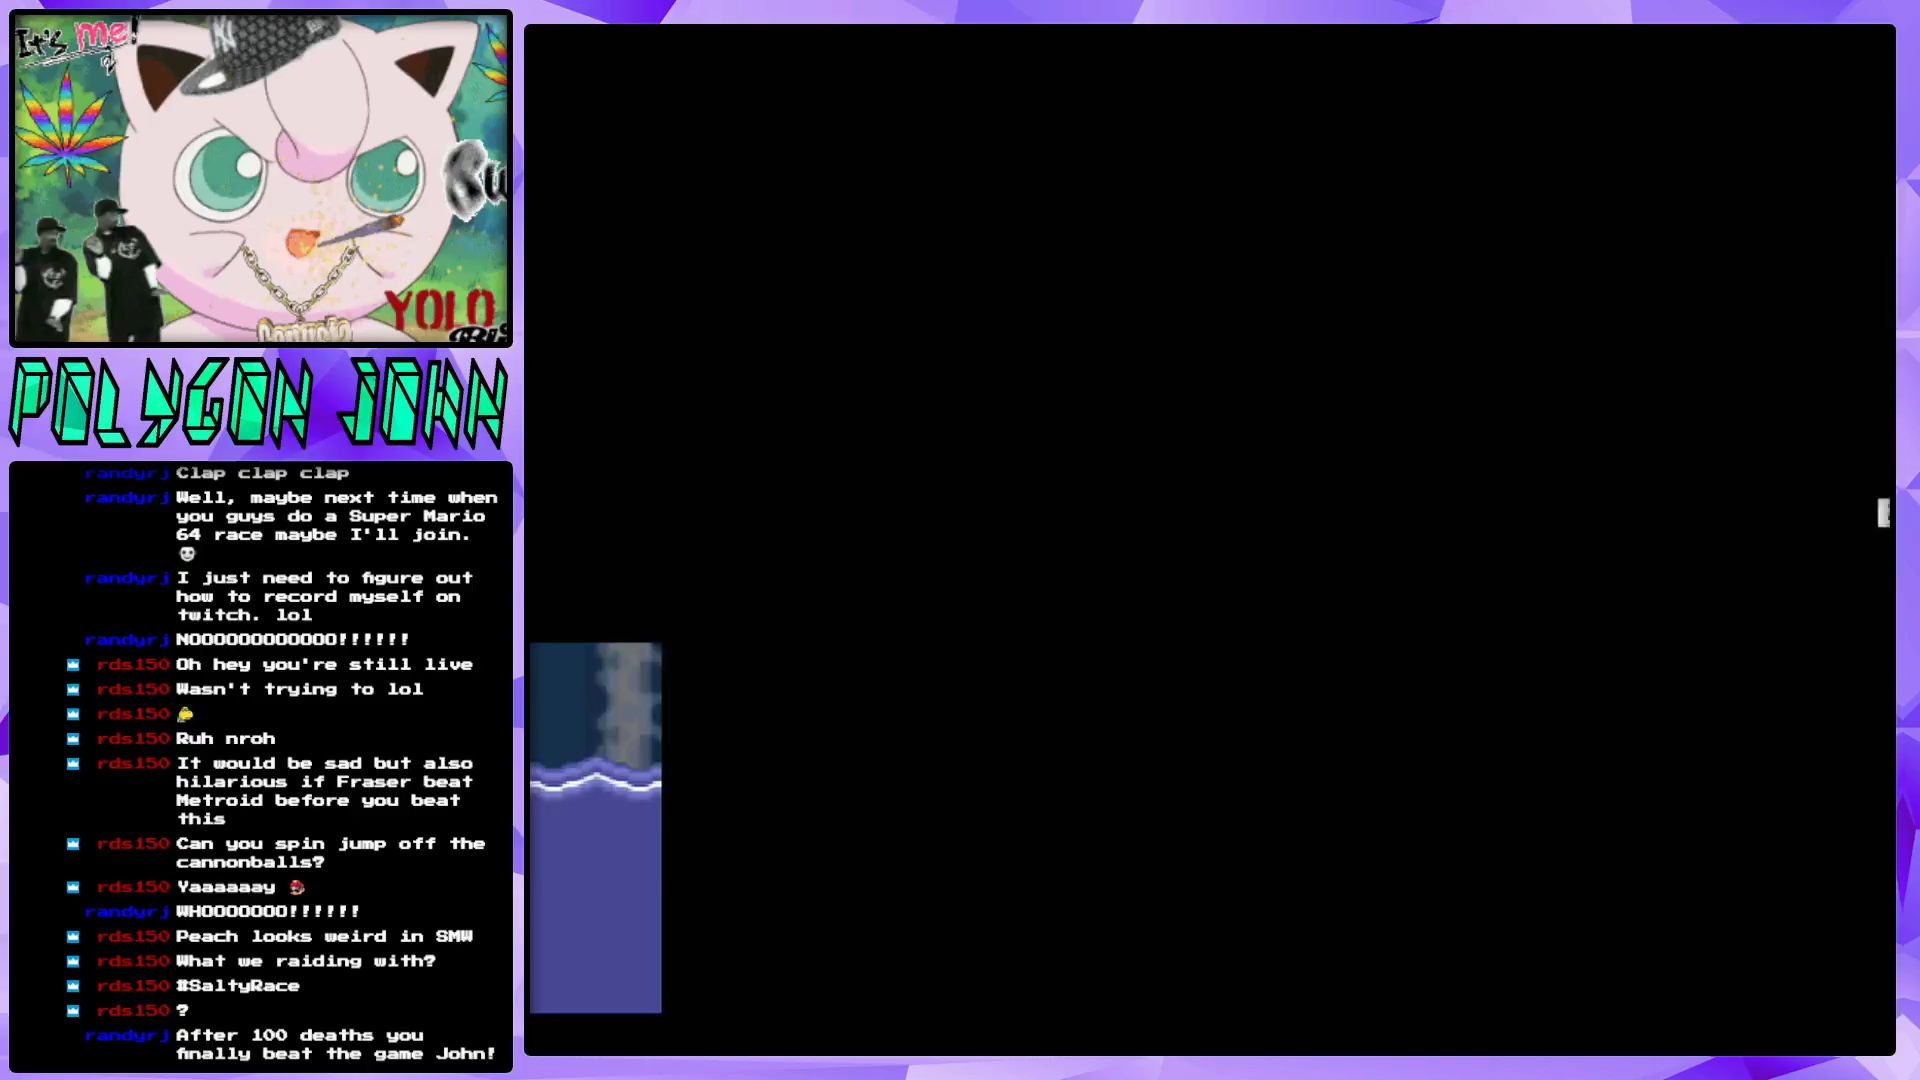 It's me!
YOLO
POLYGON JOHN
randyrj Clap clap clap
randyrj Well, maybe next time when
you guys do a Super Mario
64 race maybe I'll join.
randyrj I just need to figure out
how to record myself on
twitch. lol
randyrj NOOOOOOOOOOOOO!!!!!!
rds150 Oh hey you're still live
rds150 Wasn't trying to lol
rds150
rds150 Ruh nroh
rds150 It would be sad but also
hilarious if Fraser beat
Metroid before you beat
this
rds150 Can you spin jump off the
cannonballs?
rds150 Yaaaaaay
randyrj WHOOOOOOO!!!!!!
rds150 Peach looks weird in SMW
rds150 What we raiding with?
rds150 #SaltyRace
rds150 ?
randyrj After 100 deaths you
finally beat the game John!